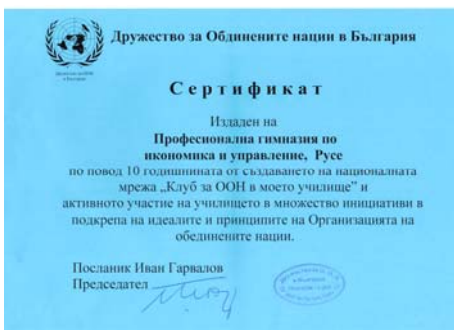 Дружество за Обдинените нации в България
Сертификат
Издаден на
Професионална гимназия по
икономика и управление, Русе
по повод 10 годишнината от създаването на националната
мрежа „Клуб за ООН в моето училище” и
активното участие на училището в множество инициативи в
подкрепа на идеалите и принципите на Организацията на
обединените нации.
Посланик Иван Гарвалов
Председател